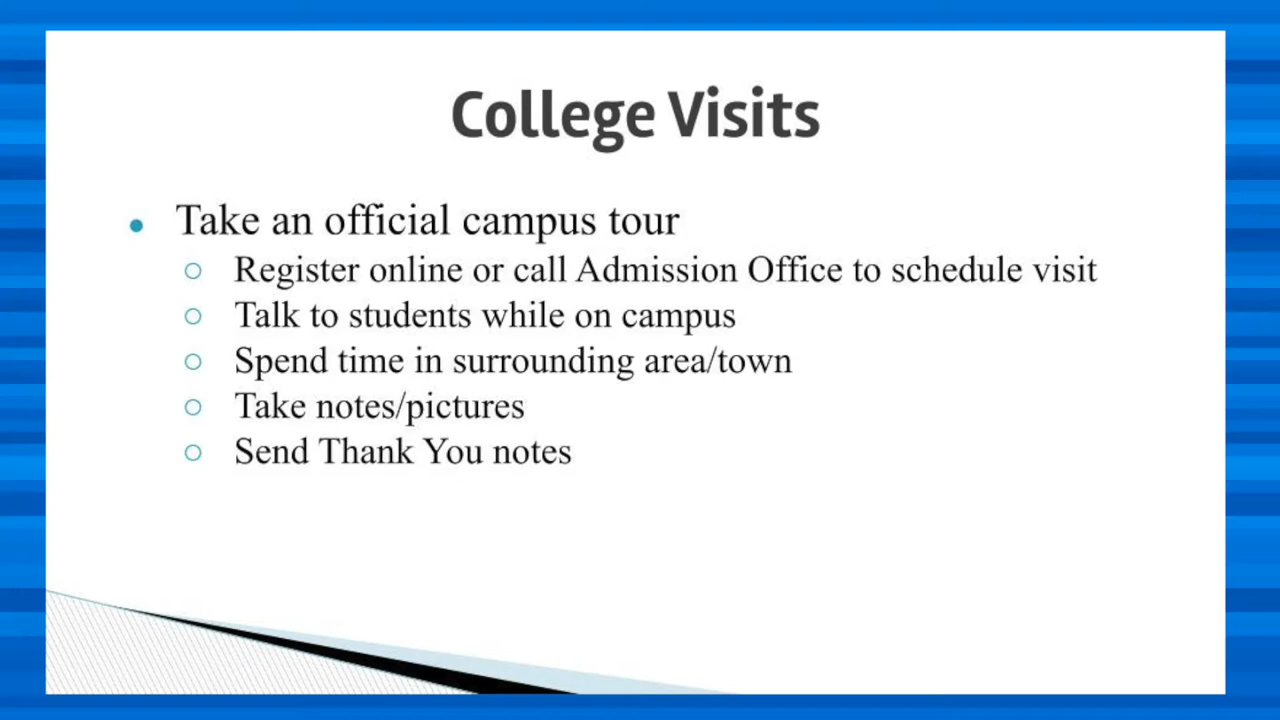 College Visits
● Take an official campus tour
○ Register online or call Admission Office to schedule visit
○ Talk to students while on campus
○ Spend time in surrounding area/town
○ Take notes/pictures
○ Send Thank You notes